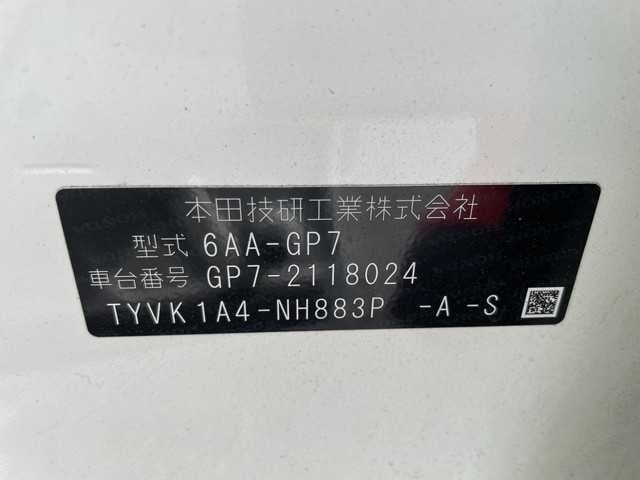 本田技研工業株式会社
型式 6AA-GP7
車台番号 GP7-2118024
TYVK1A4-NH883P -A -S